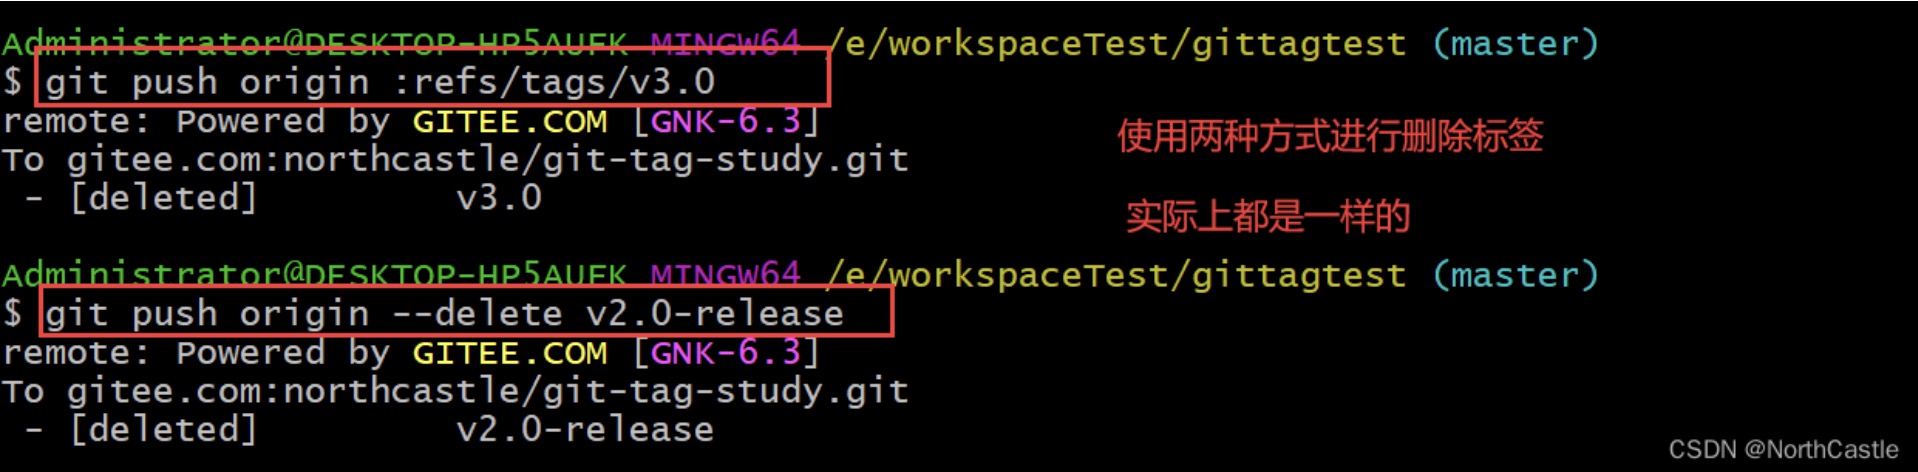 Administrator@DESKTOP-HP5AUFK MINGW64 /e/workspaceTest/gittagtest (master)
$ git push origin :refs/tags/v3.0
remote: Powered by GITEE.COM [GNK-6.3]
使用两种方式进行删除标签
To gitee.com:northcastle/git-tag-study.git
- [deleted]         v3.0
实际上都是一样的
Administrator@DESKTOP-HP5AUFK MINGW64 /e/workspaceTest/gittagtest (master)
$ git push origin --delete v2.0-release
remote: Powered by GITEE.COM [GNK-6.3]
To gitee.com:northcastle/git-tag-study.git
- [deleted]         v2.0-release
CSDN @NorthCastle